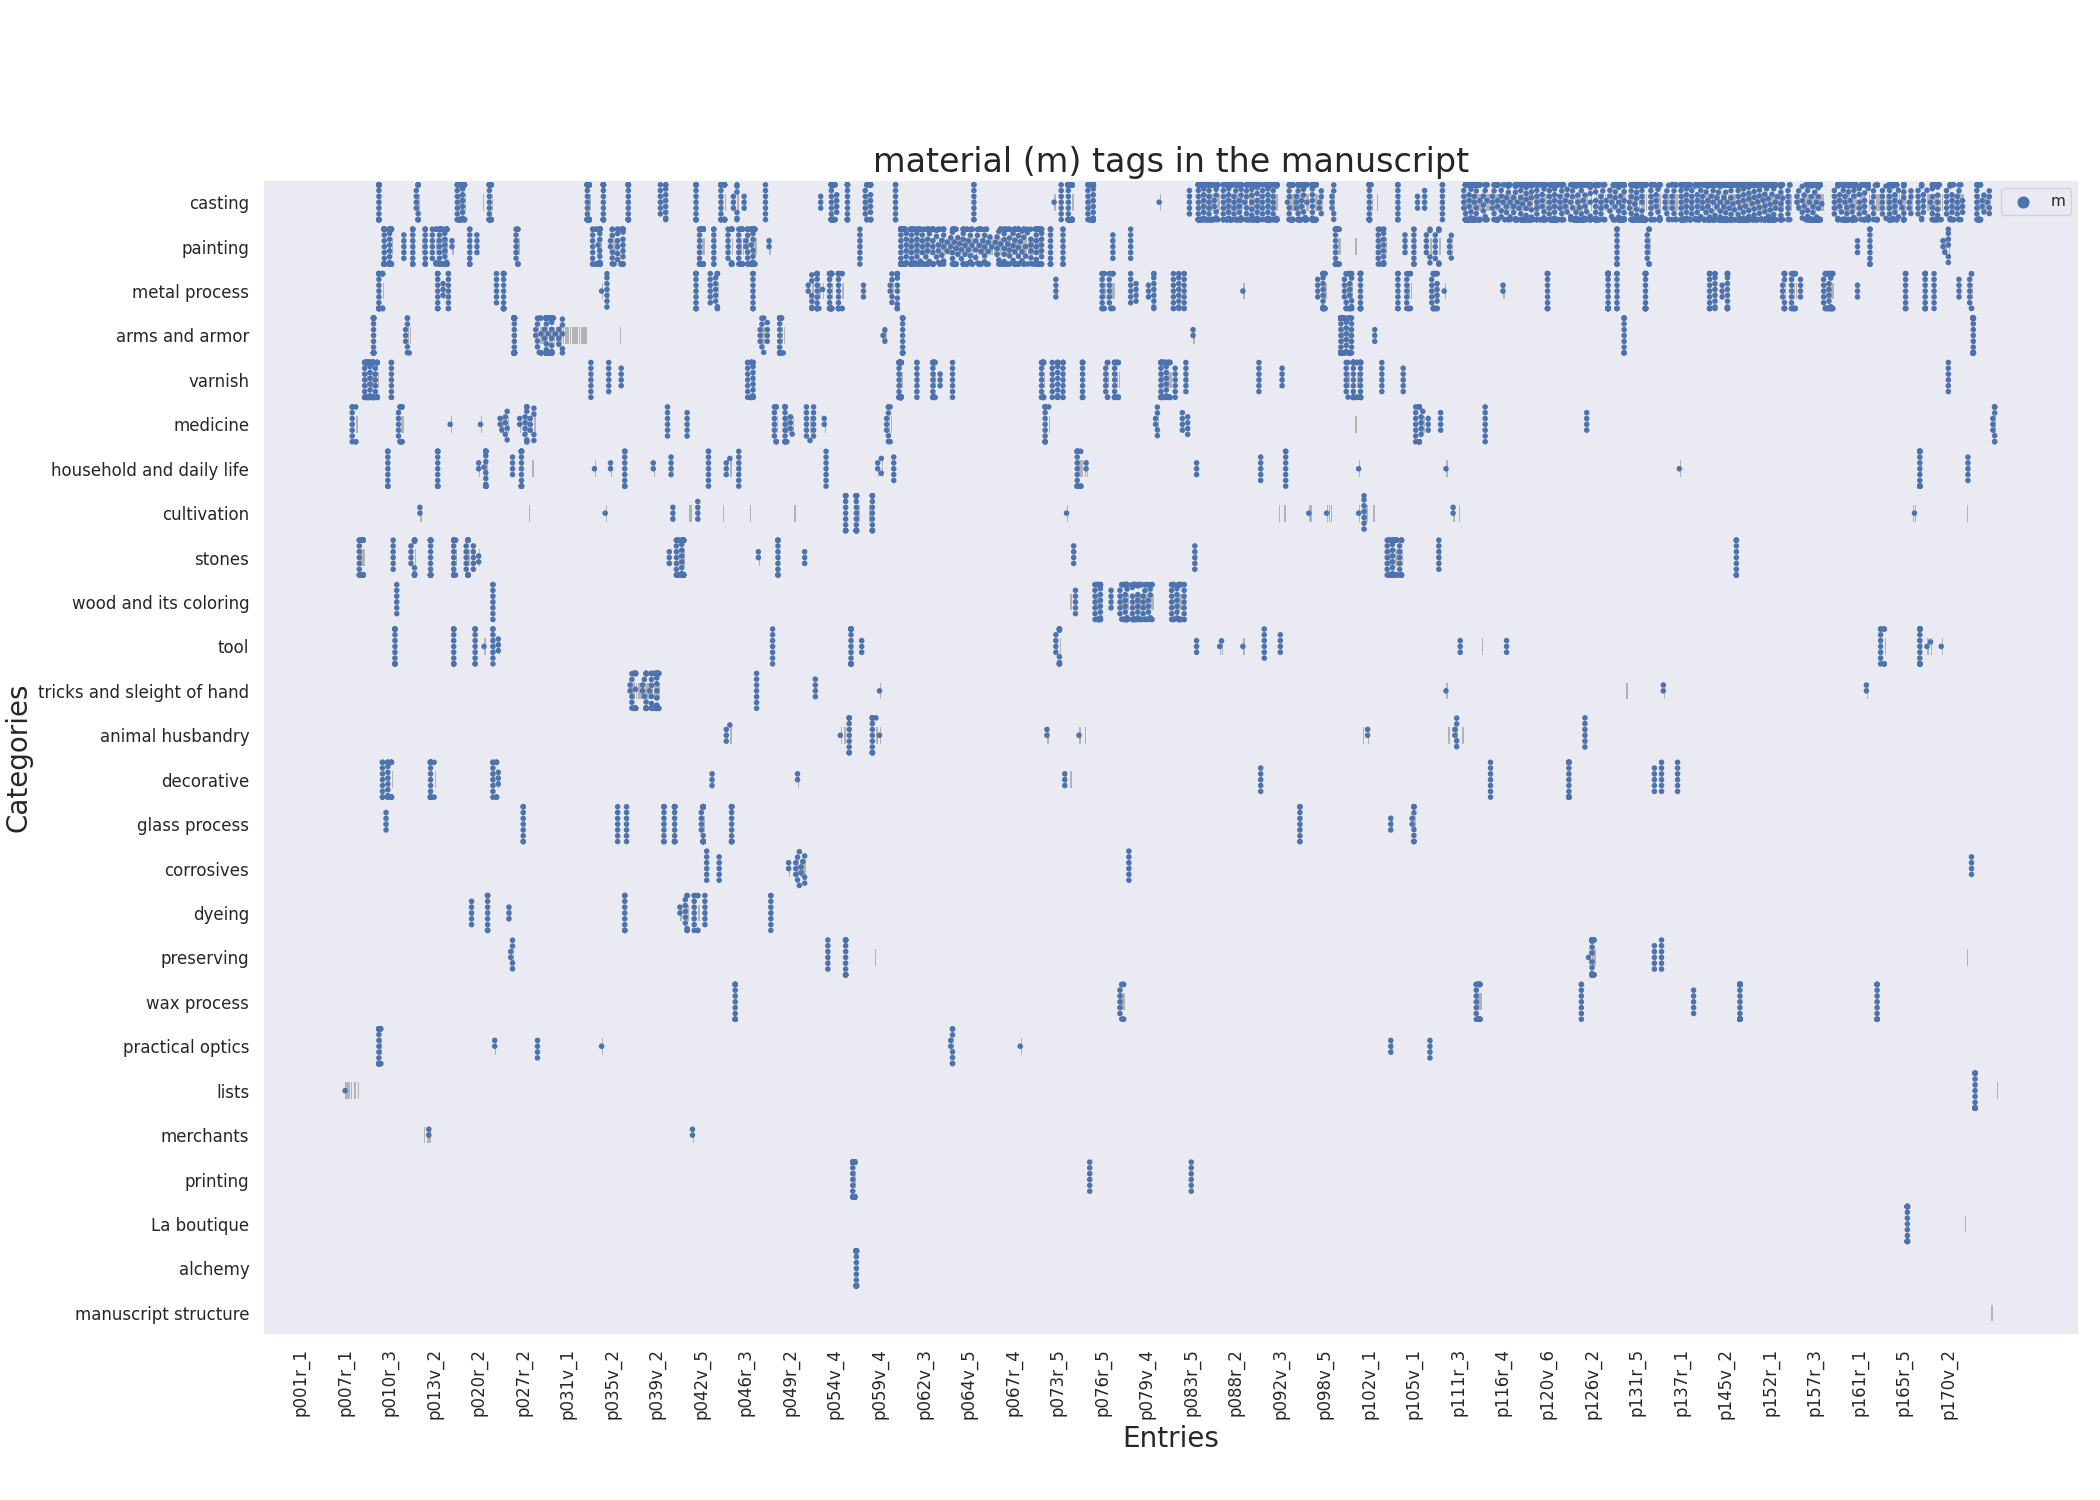 material (m) tags in the manuscript
m
Categories
casting
painting
metal process
arms and armor
varnish
medicine
household and daily life
cultivation
stones
wood and its coloring
tool
tricks and sleight of hand
animal husbandry
decorative
glass process
corrosives
dyeing
preserving
wax process
practical optics
lists
merchants
printing
La boutique
alchemy
manuscript structure
p001r_1
p007r_1
p010r_3
p013v_2
p020r_2
p027r_2
p031v_1
p035v_2
p039v_2
p042v_5
p046r_3
p049r_2
p054v_4
p059v_4
p062v_3
p064v_5
p067r_4
p073r_5
p076r_5
p079v_4
p083r_5
p088r_2
p092v_3
p098v_5
p102v_1
p105v_1
p111r_3
p116r_4
p120v_6
p126v_2
p131r_5
p137r_1
p145v_2
p152r_1
p157r_3
p161r_1
p165r_5
p170v_2
Entries